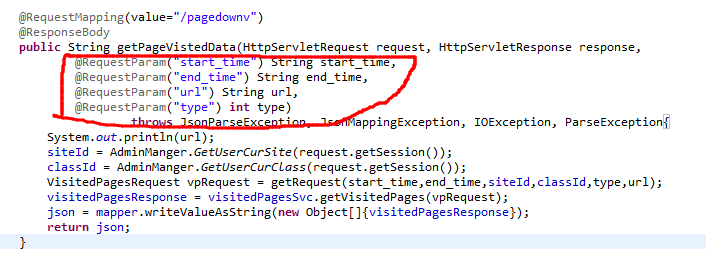 @RequestMapping(value="/pagedownv")
@ResponseBody
public String getPageVistedData(HttpServletRequest request, HttpServletResponse response,
@RequestParam("start_time") String start_time,
@RequestParam("end_time") String end_time,
@RequestParam("url") String url,
@RequestParam("type") int type)
throws JsonParseException, JsonMappingException, IOException, ParseException{
System.out.println(url);
siteId = AdminManger.GetUserCurSite(request.getSession());
classId = AdminManger.GetUserCurClass(request.getSession());
VisitedPagesRequest vpRequest = getRequest(start_time,end_time,siteId,classId,type,url);
visitedPagesResponse = visitedPagesSvc.getVisitedPages(vpRequest);
json = mapper.writeValueAsString(new Object[]{visitedPagesResponse});
return json;
}